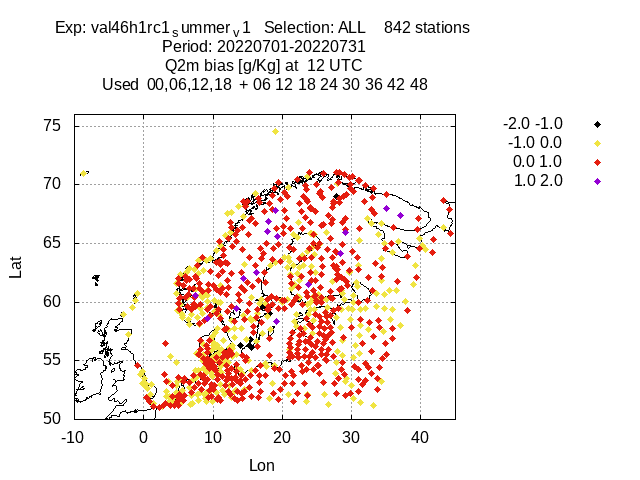 Exp: val46h1rc1summerv1 Selection: ALL 842 stations
Period: 20220701-20220731
Q2m bias [g/Kg] at 12 UTC
Used 00,06,12,18 + 06 12 18 24 30 36 42 48
-2.0 -1.0
-1.0 0.0
0.0 1.0
1.0 2.0
75
70
65
60
55
50
Lat
-10 0 10 20 30 40
Lon